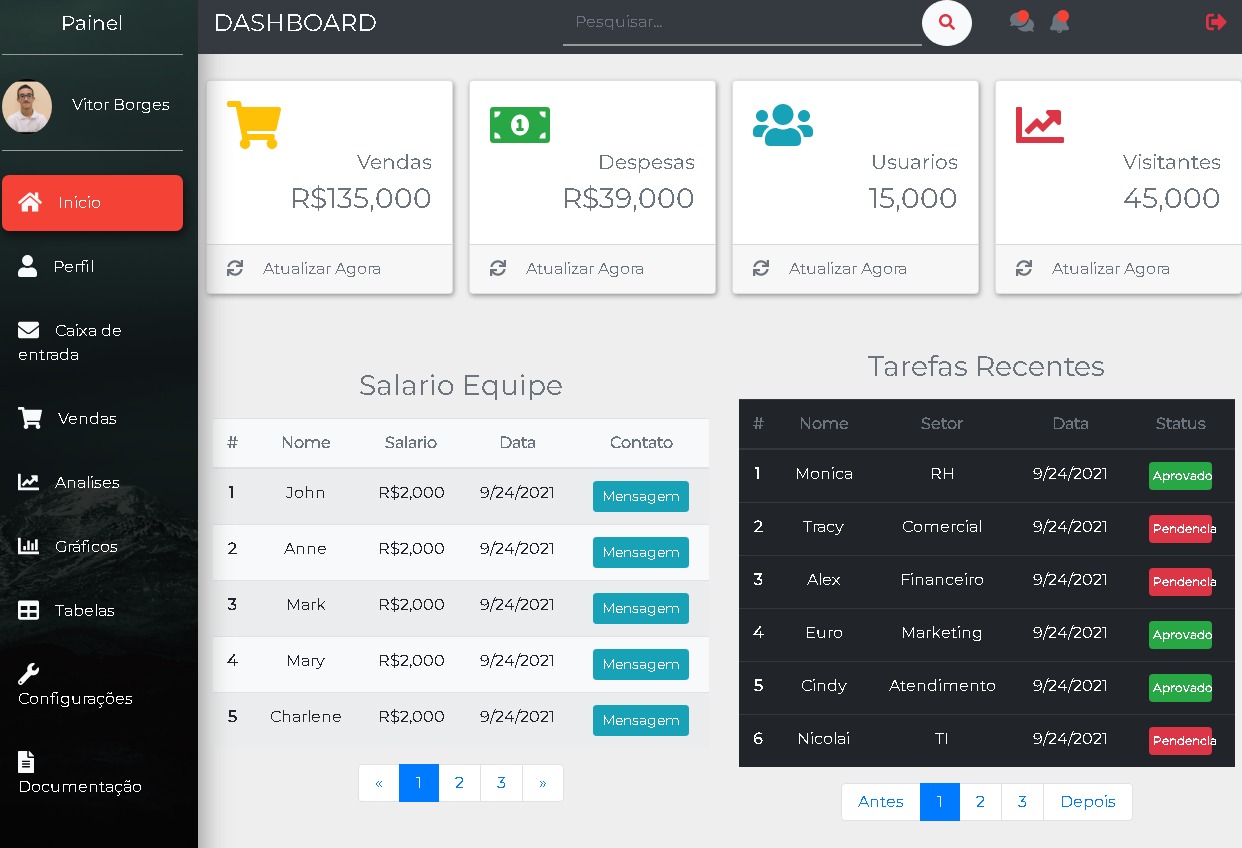 Painel
DASHBOARD
Pesquisar...
Vitor Borges
Inicio
Perfil
Caixa de
entrada
Vendas
Analises
Gráficos
Tabelas
Configurações
Documentação
Vendas
R$135,000
Atualizar Agora
1
Despesas
R$39,000
Atualizar Agora
Usuarios
15,000
Atualizar Agora
Visitantes
45,000
Atualizar Agora
Salario Equipe
# Nome Salario Data Contato
1 John R$2,000 9/24/2021 Mensagem
2 Anne R$2,000 9/24/2021 Mensagem
3 Mark R$2,000 9/24/2021 Mensagem
4 Mary R$2,000 9/24/2021 Mensagem
5 Charlene R$2,000 9/24/2021 Mensagem
« 1 2 3 »
Tarefas Recentes
# Nome Setor Data Status
1 Monica RH 9/24/2021 Aprovado
2 Tracy Comercial 9/24/2021 Pendencia
3 Alex Financeiro 9/24/2021 Pendencia
4 Euro Marketing 9/24/2021 Aprovado
5 Cindy Atendimento 9/24/2021 Aprovado
6 Nicolai TI 9/24/2021 Pendencia
Antes 1 2 3 Depois